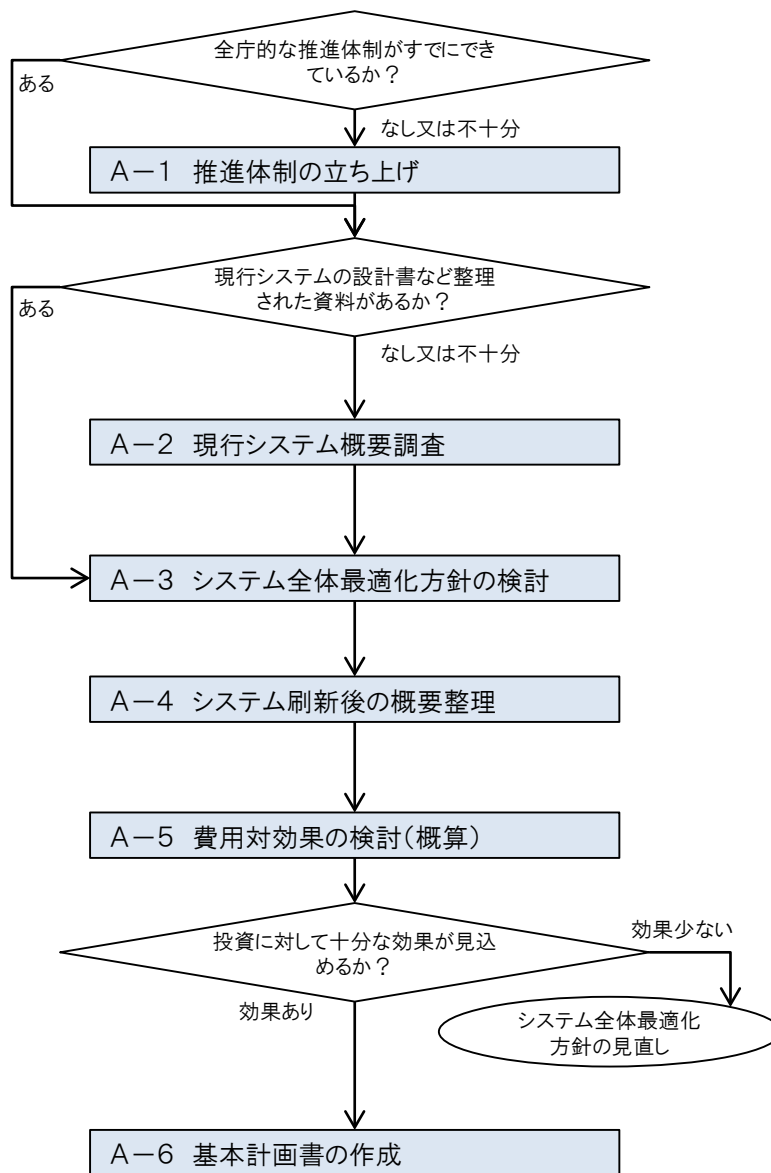 全庁的な推進体制がすでにでき
ているか？
ある
なし又は不十分
A－1 推進体制の立ち上げ
現行システムの設計書など整理
された資料があるか？
ある
なし又は不十分
A－2 現行システム概要調査
A－3 システム全体最適化方針の検討
A－4 システム刷新後の概要整理
A－5 費用対効果の検討（概算）
投資に対して十分な効果が見込
めるか？
効果少ない
効果あり
システム全体最適化
方針の見直し
A－6 基本計画書の作成